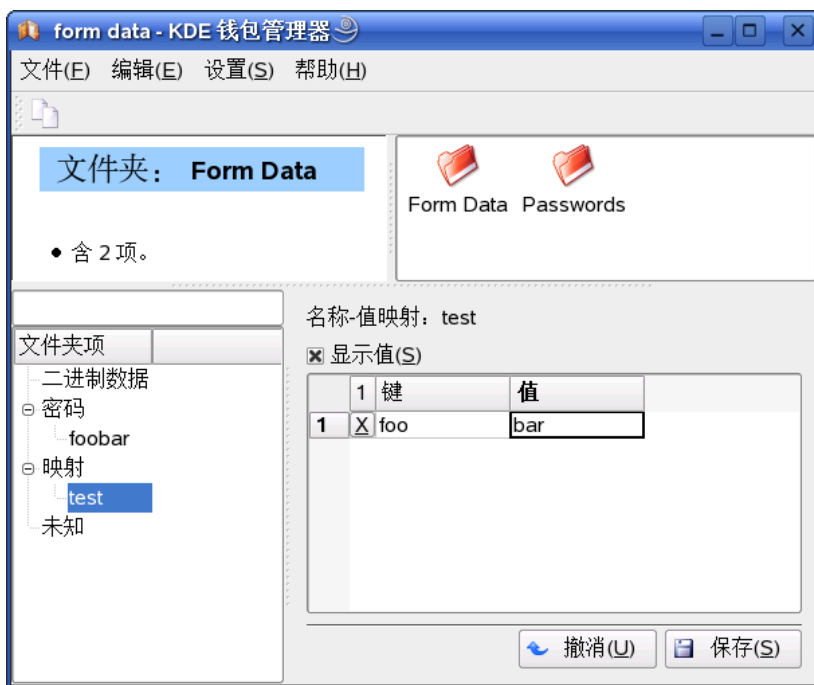 form data - KDE 钱包管理器
文件(F) 编辑(E) 设置(S) 帮助(H)
文件夹： Form Data
含 2 项。
Form Data Passwords
文件夹项
二进制数据
密码
foobar
映射
test
未知
名称-值映射：test
显示值(S)
1 键 值
1 X foo bar
撤消(U) 保存(S)